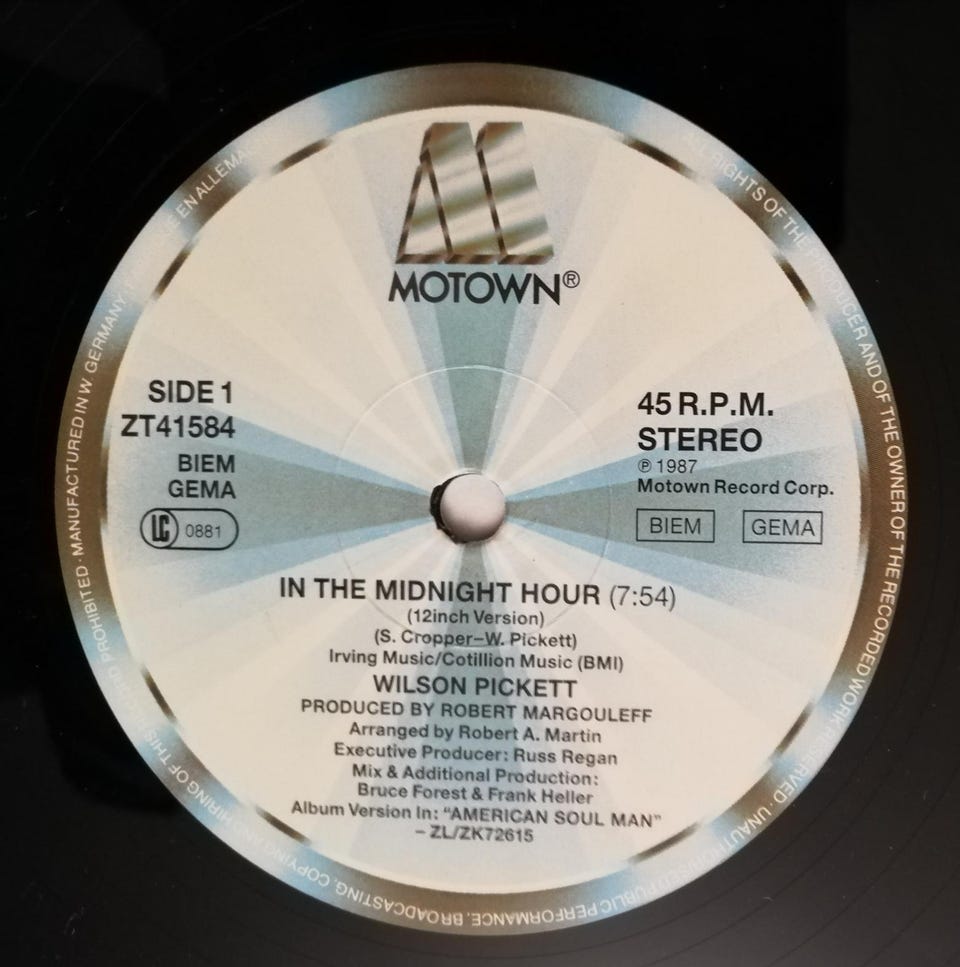 MOTOWN®
SIDE 1
ZT41584
BIEM
GEMA
LC 0881
45 R.P.M.
STEREO
℗ 1987
Motown Record Corp.
BIEM GEMA
IN THE MIDNIGHT HOUR (7:54)
(12inch Version)
(S. Cropper–W. Pickett)
Irving Music/Cotillion Music (BMI)
WILSON PICKETT
PRODUCED BY ROBERT MARGOULEFF
Arranged by Robert A. Martin
Executive Producer: Russ Regan
Mix & Additional Production:
Bruce Forest & Frank Heller
Album Version In: “AMERICAN SOUL MAN”
– ZL/ZK72615
ALL RIGHTS OF THE PRODUCER AND OF THE OWNER OF THE RECORDED WORK RESERVED · UNAUTHORISED PUBLIC PERFORMANCE, BROADCASTING, COPYING AND HIRING OF THIS PROHIBITED · MANUFACTURED IN W GERMANY EN ALLEMAGNE